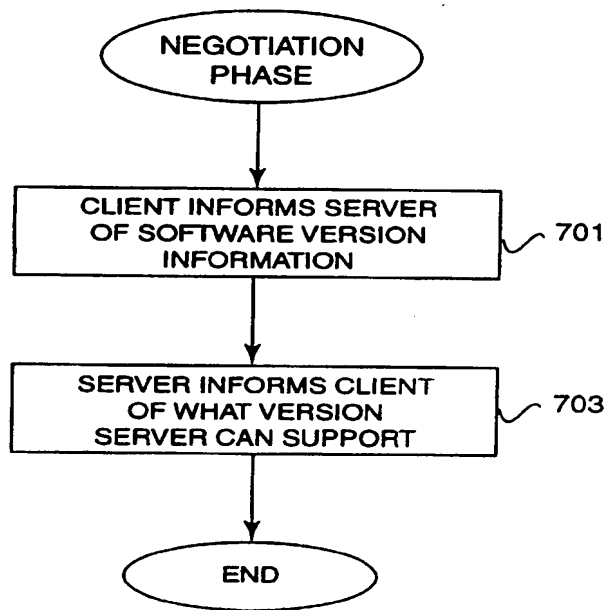 NEGOTIATION
PHASE
CLIENT INFORMS SERVER
OF SOFTWARE VERSION
INFORMATION
701
SERVER INFORMS CLIENT
OF WHAT VERSION
SERVER CAN SUPPORT
703
END